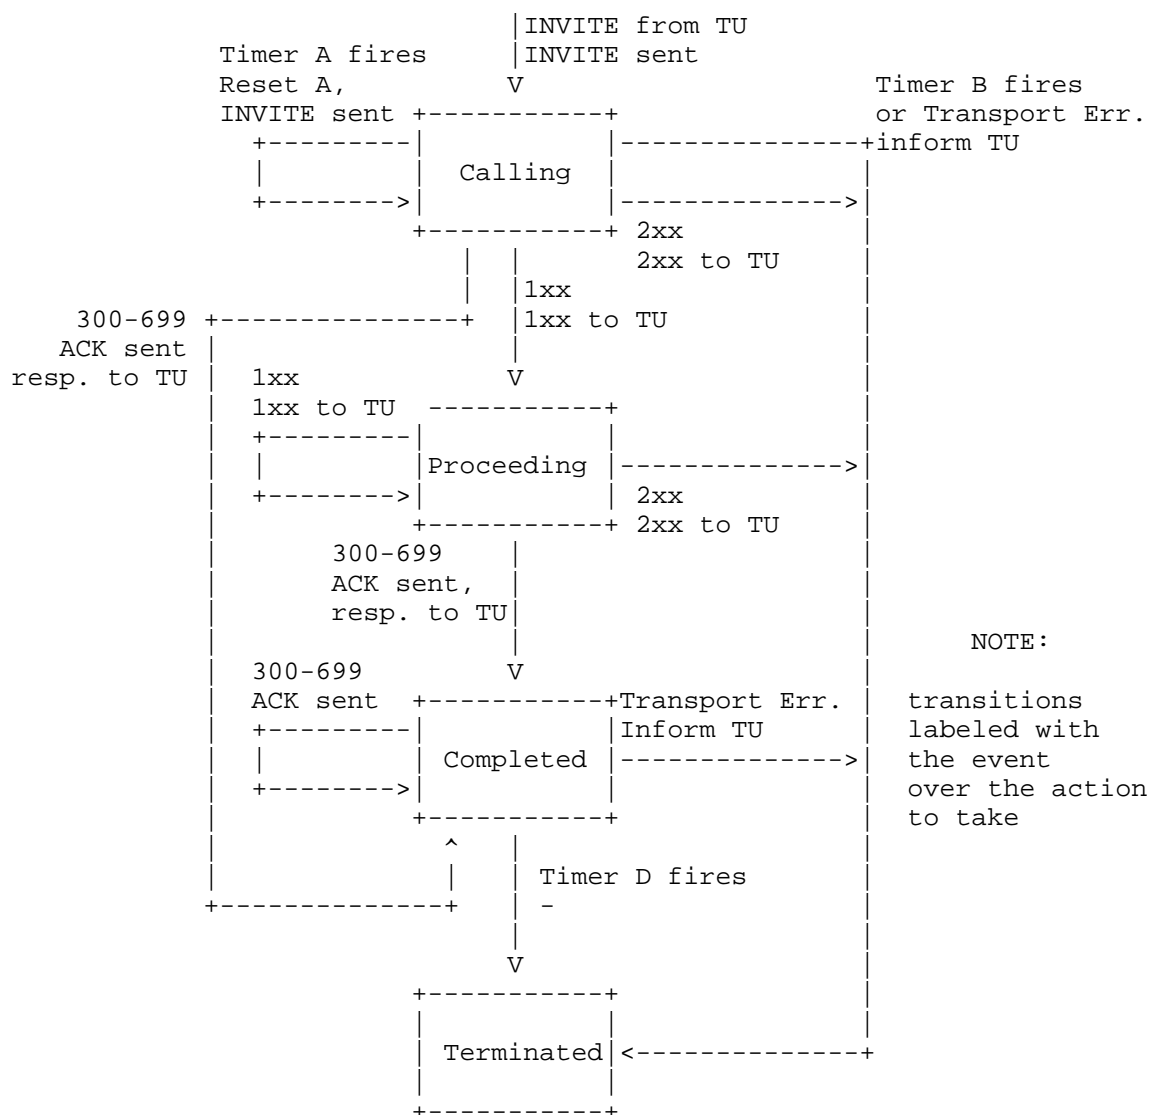 INVITE from TU
Timer A fires INVITE sent
Reset A, V Timer B fires
INVITE sent or Transport Err.
inform TU
Calling
2xx
2xx to TU
1xx
300-699 1xx to TU
ACK sent
resp. to TU 1xx V
1xx to TU
Proceeding
2xx
2xx to TU
300-699
ACK sent,
resp. to TU
NOTE:
300-699 V
ACK sent Transport Err. transitions
Inform TU labeled with
Completed the event
over the action
to take
^
Timer D fires
-
V
Terminated